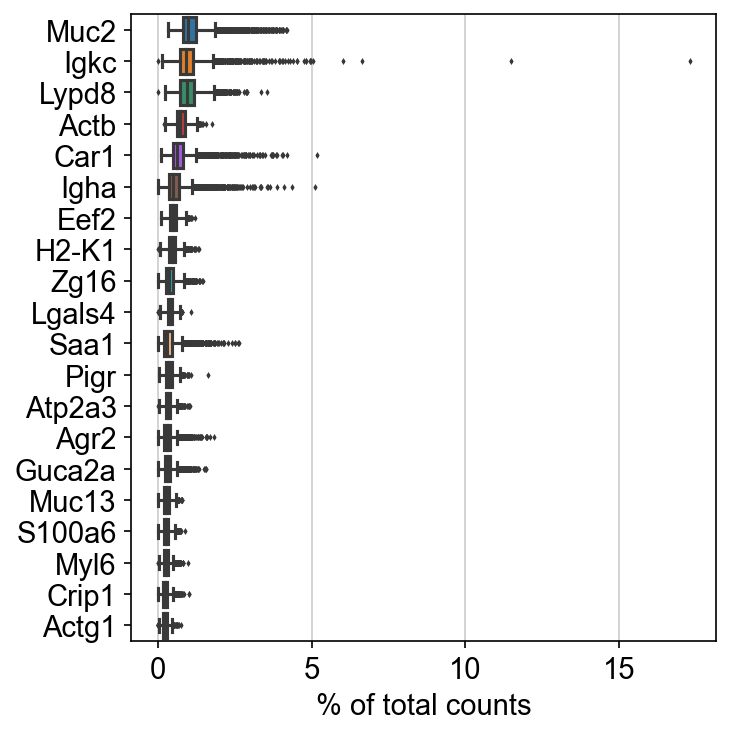 Muc2
Igkc
Lypd8
Actb
Car1
Igha
Eef2
H2-K1
Zg16
Lgals4
Saa1
Pigr
Atp2a3
Agr2
Guca2a
Muc13
S100a6
Myl6
Crip1
Actg1
0 5 10 15
% of total counts